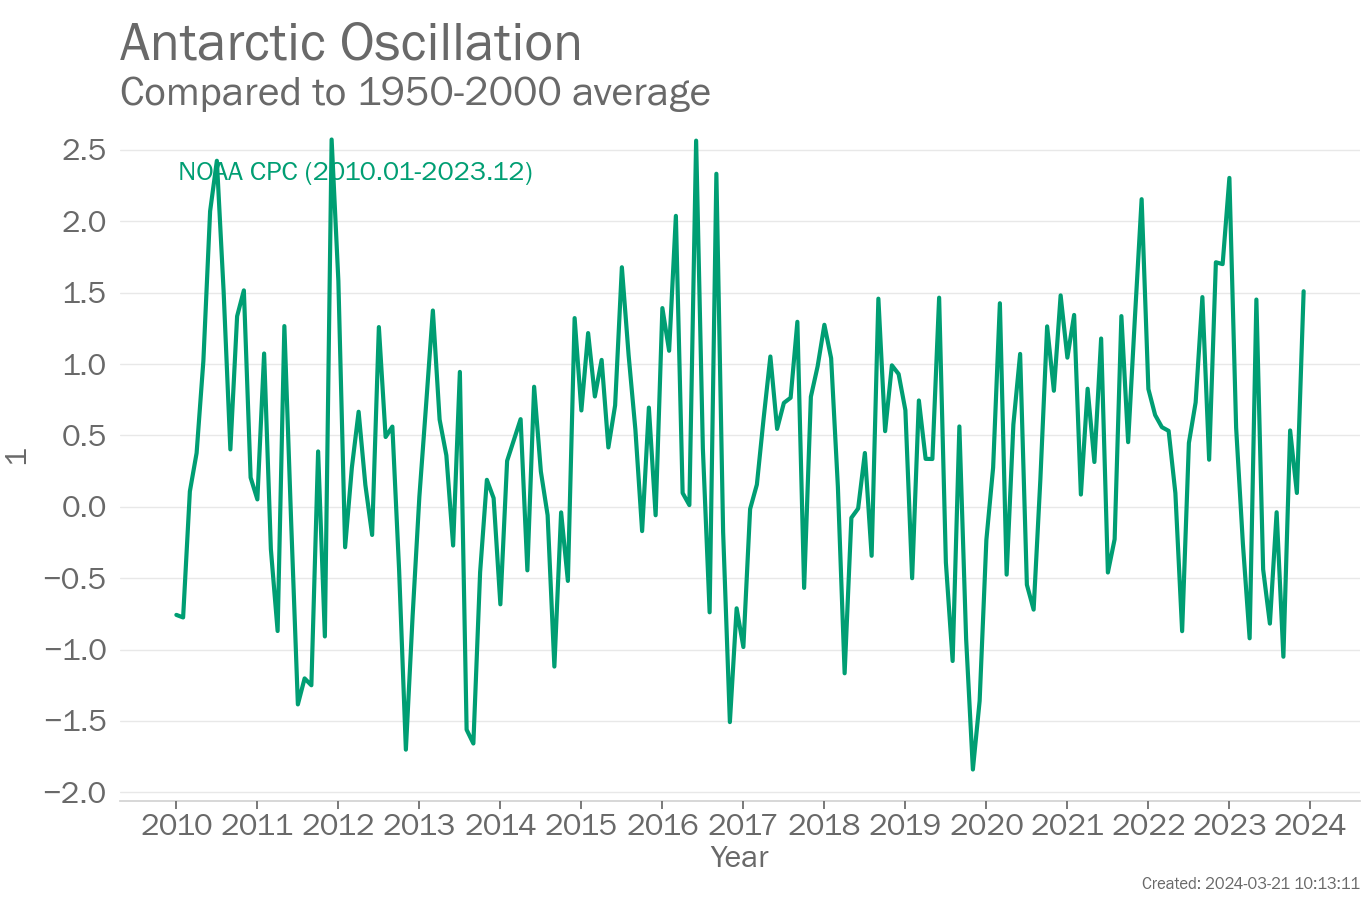 Antarctic Oscillation
Compared to 1950-2000 average
NOAA CPC (2010.01-2023.12)
2.5
2.0
1.5
1.0
0.5
0.0
−0.5
−1.0
−1.5
−2.0
1
2010 2011 2012 2013 2014 2015 2016 2017 2018 2019 2020 2021 2022 2023 2024
Year
Created: 2024-03-21 10:13:11